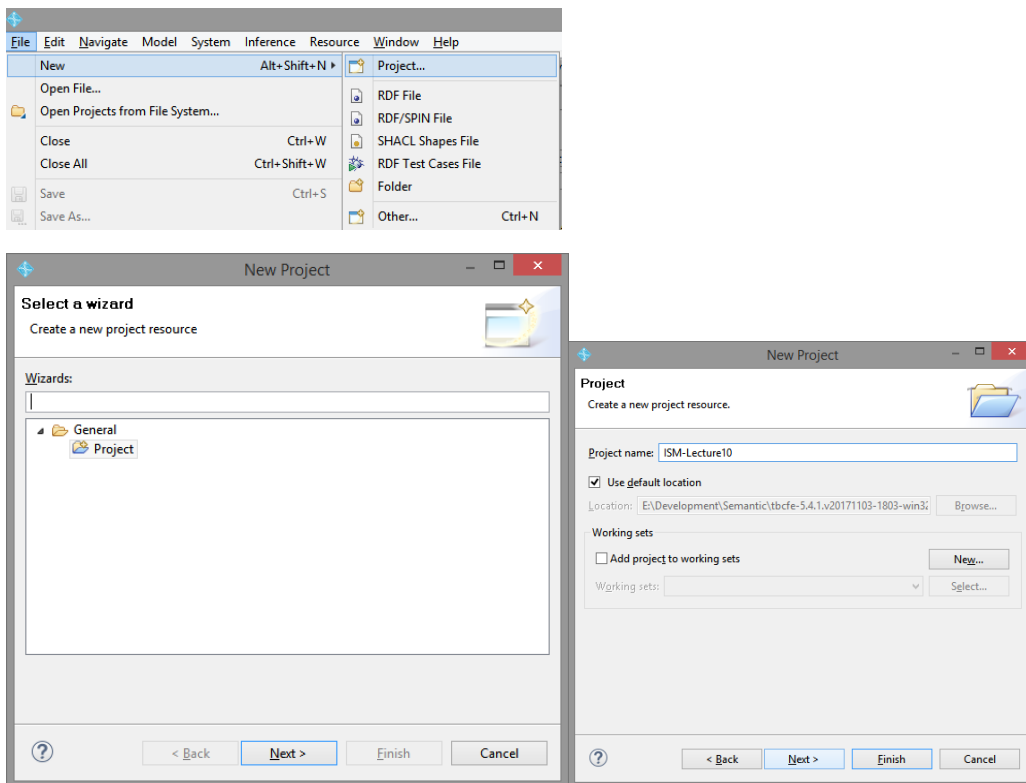 File Edit Navigate Model System Inference Resource Window Help
New Alt+Shift+N
Open File...
Open Projects from File System...
Close Ctrl+W
Close All Ctrl+Shift+W
Save Ctrl+S
Save As...
Project...
RDF File
RDF/SPIN File
SHACL Shapes File
RDF Test Cases File
Folder
Other... Ctrl+N
New Project
Select a wizard
Create a new project resource
Wizards:
General
Project
< Back Next > Finish Cancel
New Project
Project
Create a new project resource.
Project name: ISM-Lecture10
Use default location
Location: E:\Development\Semantic\tbcfe-5.4.1.v20171103-1803-win32 Browse...
Working sets
Add project to working sets New...
Working sets: Select...
< Back Next > Finish Cancel